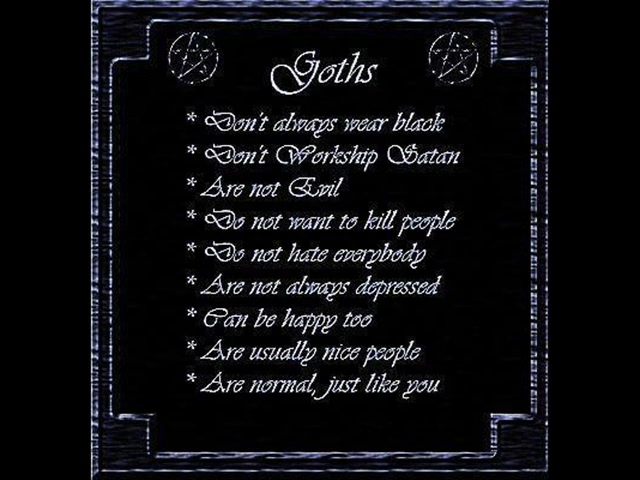 Goths
* Don't always wear black
* Don't Workship Satan
* Are not Evil
* Do not want to kill people
* Do not hate everybody
* Are not always depressed
* Can be happy too
* Are usually nice people
* Are normal, just like you